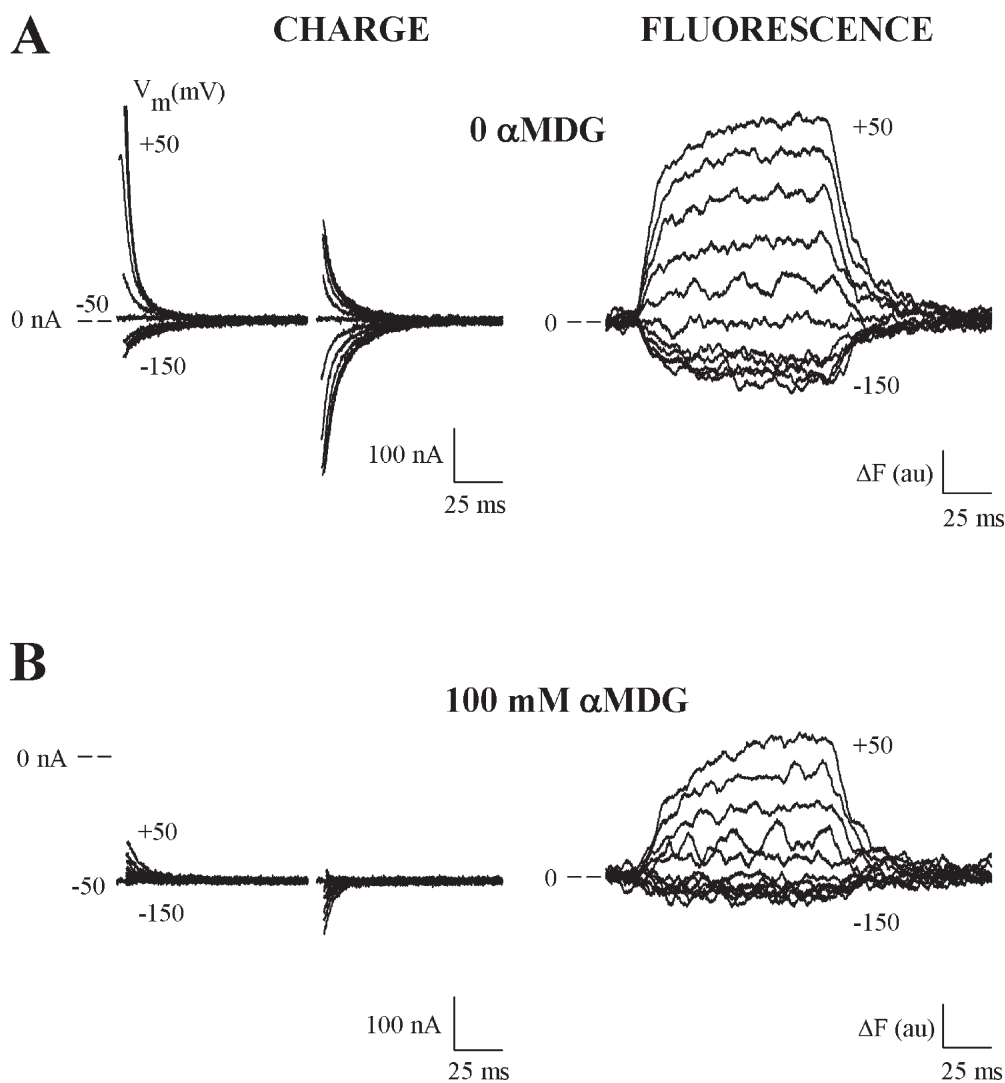 A
CHARGE
FLUORESCENCE
Vm(mV)
+50
0 αMDG
+50
-50
0 nA
0
-150
-150
100 nA
25 ms
ΔF (au)
25 ms
B
100 mM αMDG
0 nA
+50
+50
-50
0
-150
-150
100 nA
25 ms
ΔF (au)
25 ms